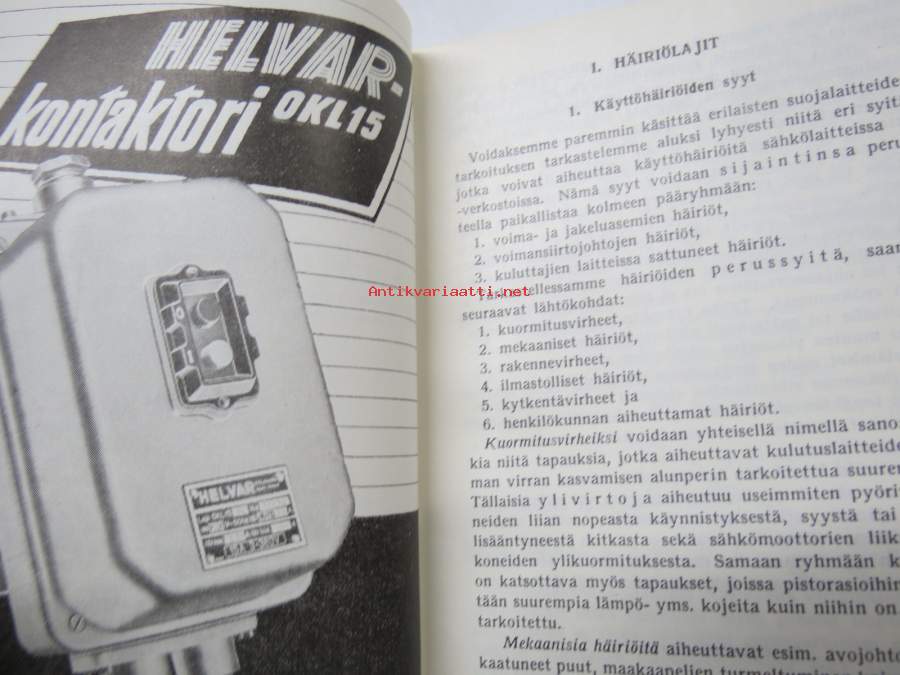 HELVAR-
kontaktori OKL15
HELVAR
1. HÄIRIÖLAJIT
1. Käyttöhäiriöiden syyt
Voidaksemme paremmin käsittää erilaisten suojalaitteide
tarkoituksen tarkastelemme aluksi lyhyesti niitä eri syitä
jotka voivat aiheuttaa käyttöhäiriöitä sähkölaitteissa
-verkostoissa. Nämä syyt voidaan sijaintinsa peru
teella paikallistaa kolmeen pääryhmään:
1. voima- ja jakeluasemien häiriöt,
2. voimansiirtojohtojen häiriöt,
3. kuluttajien laitteissa sattuneet häiriöt.
Antikvariaatti.net
häiriöiden perussyitä, saam
seuraavat lähtökohdat:
1. kuormitusvirheet,
2. mekaaniset häiriöt,
3. rakennevirheet,
4. ilmastolliset häiriöt,
5. kytkentävirheet ja
6. henkilökunnan aiheuttamat häiriöt.
Kuormitusvirheiksi voidaan yhteisellä nimellä sano
kia niitä tapauksia, jotka aiheuttavat kulutuslaitteide
man virran kasvamisen alunperin tarkoitettua suurem
Tällaisia ylivirtoja aiheutuu useimmiten pyöri
neiden liian nopeasta käynnistyksestä, syystä tai
lisääntyneestä kitkasta sekä sähkömoottorien liik
koneiden ylikuormituksesta. Samaan ryhmään k
on katsottava myös tapaukset, joissa pistorasioihin
tään suurempia lämpö- yms. kojeita kuin niihin on
tarkoitettu.
Mekaanisia häiriöitä aiheuttavat esim. avojohto
kaatuneet puut, maakaapelien turmeltuminen